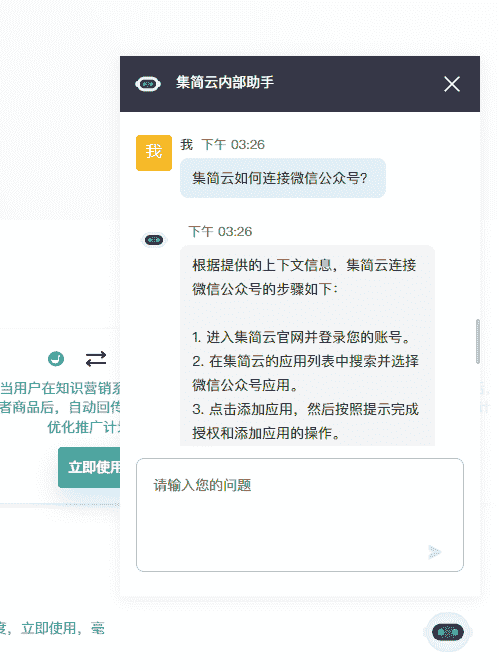 集简云内部助手
我
我 下午 03:26
集简云如何连接微信公众号？
下午 03:26
根据提供的上下文信息，集简云连接
微信公众号的步骤如下：
1. 进入集简云官网并登录您的账号。
2. 在集简云的应用列表中搜索并选择
微信公众号应用。
3. 点击添加应用，然后按照提示完成
授权和添加应用的操作。
请输入您的问题
当用户在知识营销系
者商品后，自动回传
优化推广计
立即使用
度，立即使用，毫